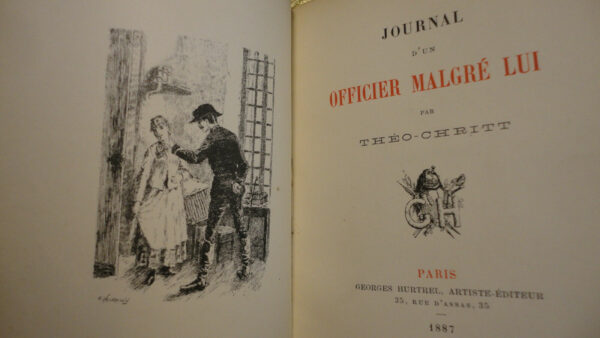 JOURNAL
D'UN
OFFICIER MALGRÉ LUI
PAR
THÉO-CHRITT
PARIS
GEORGES HURTREL, ARTISTE-ÉDITEUR
35, RUE D'ASSAS, 35
1887